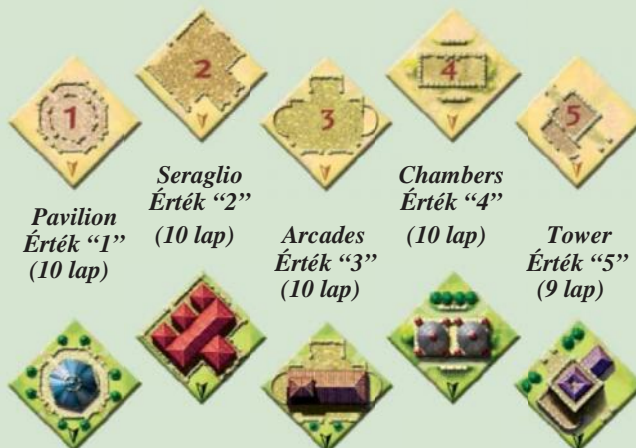 1
2
3
4
5
Pavilion
Érték “1”
(10 lap)
Seraglio
Érték “2”
(10 lap)
Arcades
Érték “3”
(10 lap)
Chambers
Érték “4”
(10 lap)
Tower
Érték “5”
(9 lap)